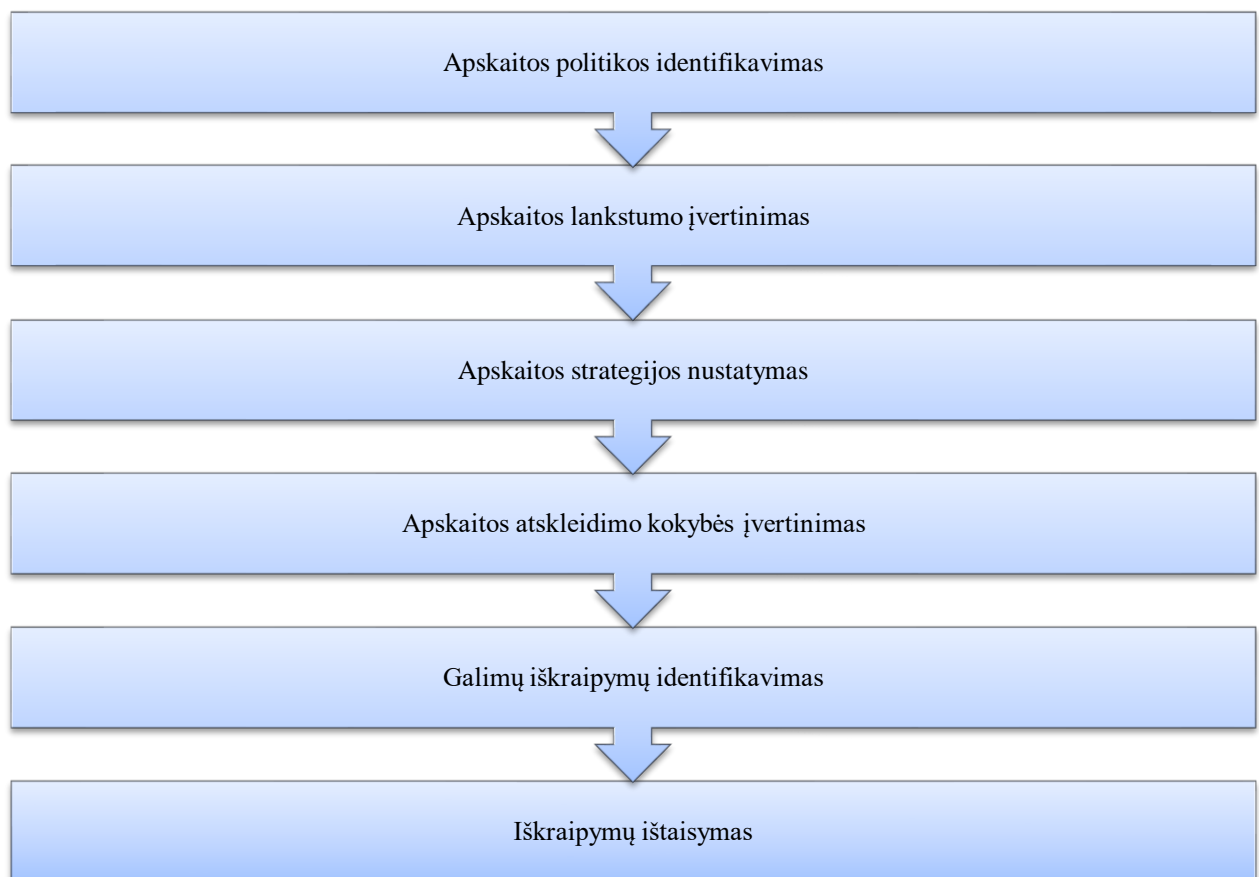 Apskaitos politikos identifikavimas
Apskaitos lankstumo įvertinimas
Apskaitos strategijos nustatymas
Apskaitos atskleidimo kokybės įvertinimas
Galimų iškraipymų identifikavimas
Iškraipymų ištaisymas